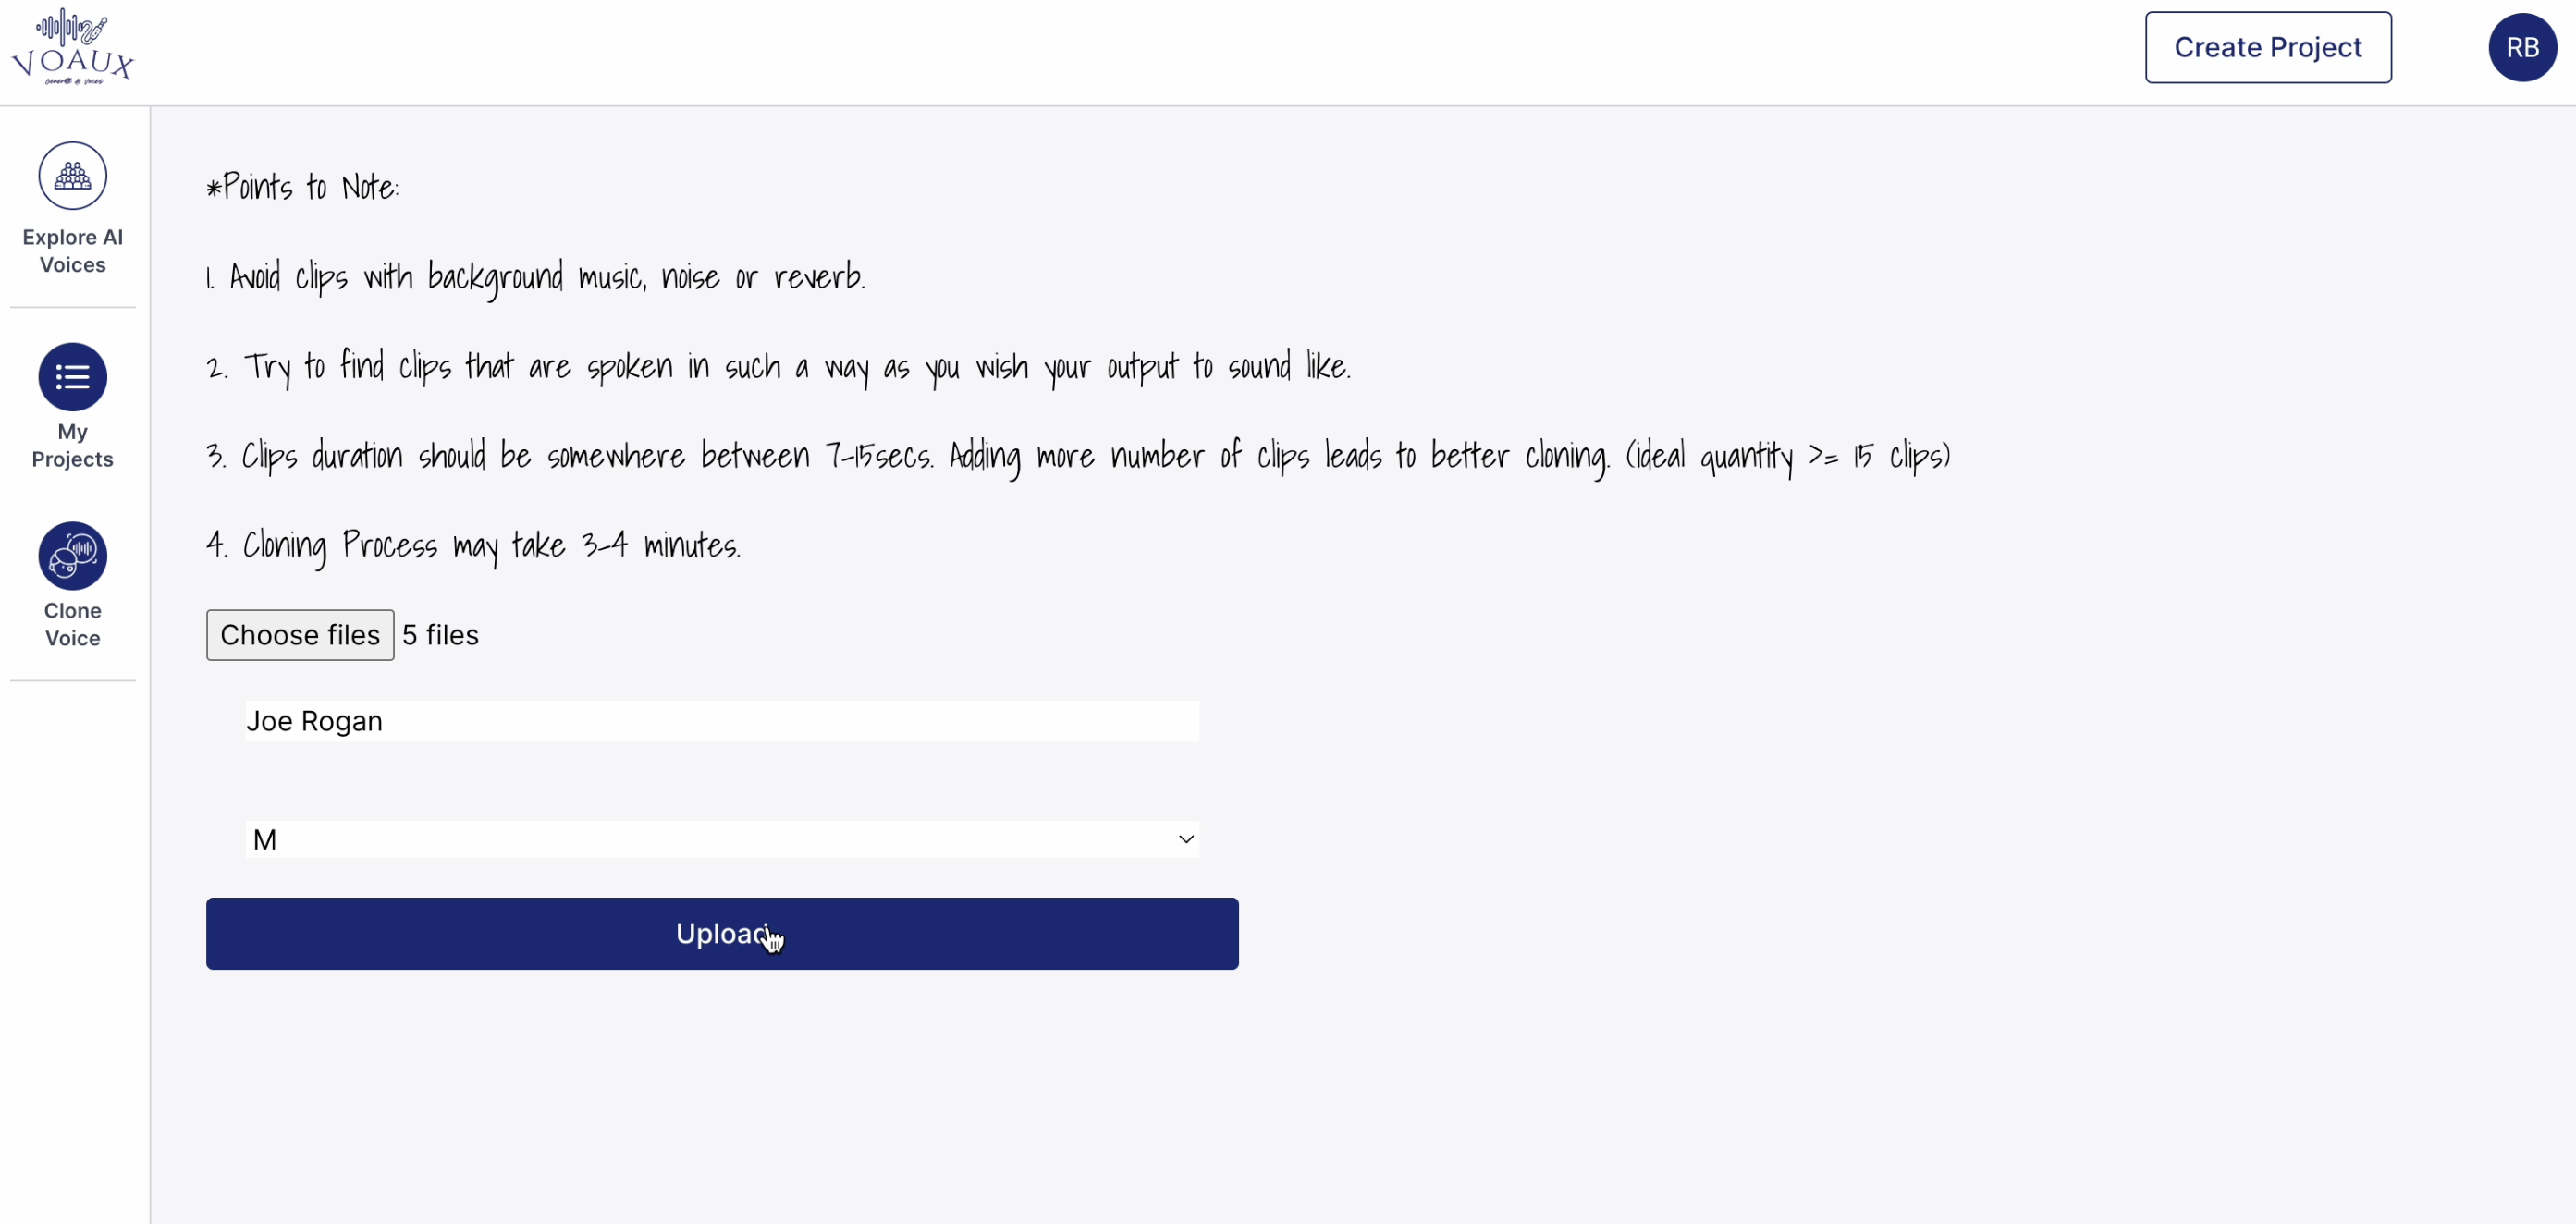 VOAUX
Generate AI Voices
Create Project
RB
Explore AI
Voices
My
Projects
Clone
Voice
*Points to Note:
1. Avoid clips with background music, noise or reverb.
2. Try to find clips that are spoken in such a way as you wish your output to sound like.
3. Clips duration should be somewhere between 7-15secs. Adding more number of clips leads to better cloning. (ideal quantity >= 15 clips)
4. Cloning Process may take 3-4 minutes.
Choose files 5 files
Joe Rogan
M
Upload